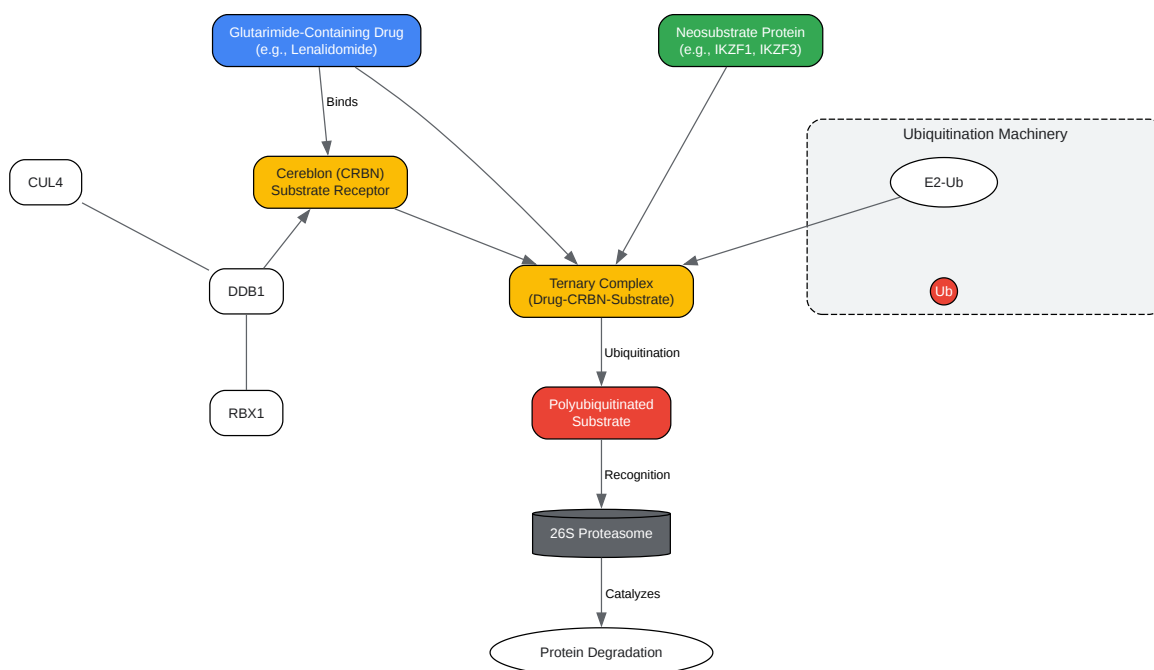 Glutarimide-Containing Drug
(e.g., Lenalidomide)
Neosubstrate Protein
(e.g., IKZF1, IKZF3)
Binds
Ubiquitination Machinery
CUL4
Cereblon (CRBN)
Substrate Receptor
E2-Ub
DDB1
Ternary Complex
(Drug-CRBN-Substrate)
Ub
Ubiquitination
RBX1
Polyubiquitinated
Substrate
Recognition
26S Proteasome
Catalyzes
Protein Degradation